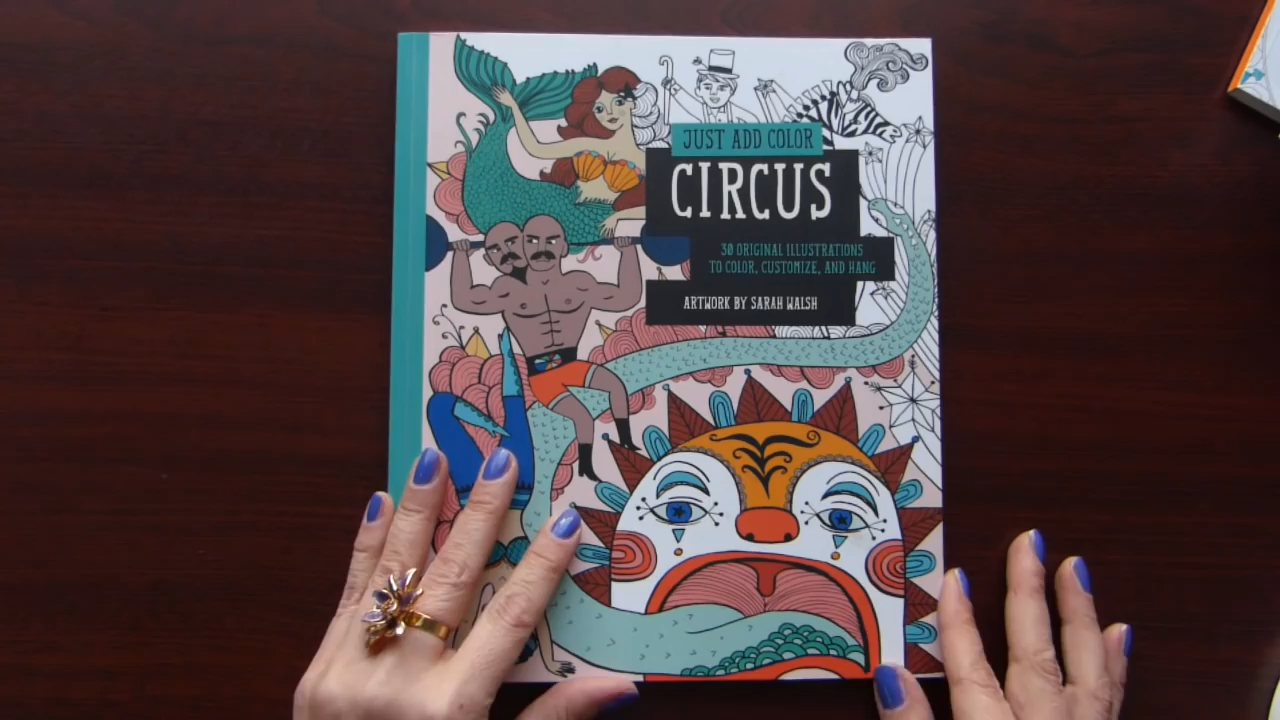 JUST ADD COLOR
CIRCUS
30 ORIGINAL ILLUSTRATIONS
TO COLOR, CUSTOMIZE, AND HANG
ARTWORK BY SARAH WALSH